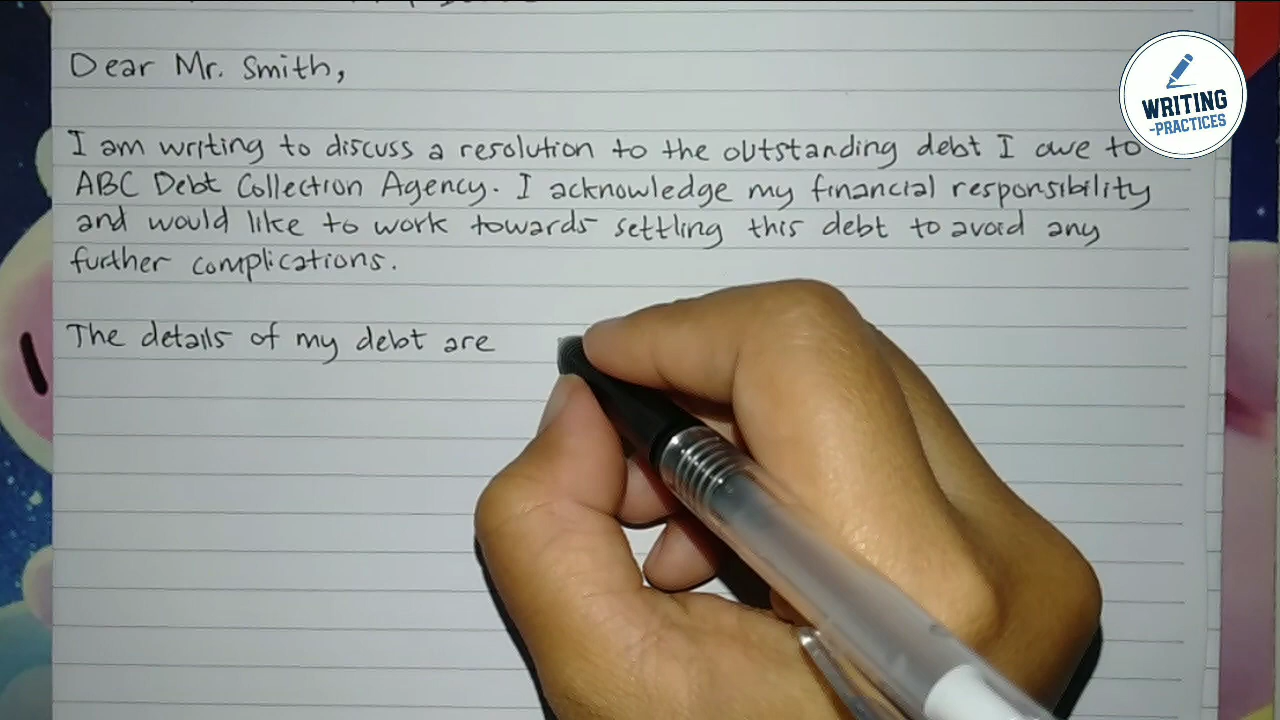 Dear Mr. Smith,
I am writing to discuss a resolution to the outstanding debt I owe to
ABC Debt Collection Agency. I acknowledge my financial responsibility
and would like to work towards settling this debt to avoid any
further complications.
The details of my debt are
WRITING
-PRACTICES